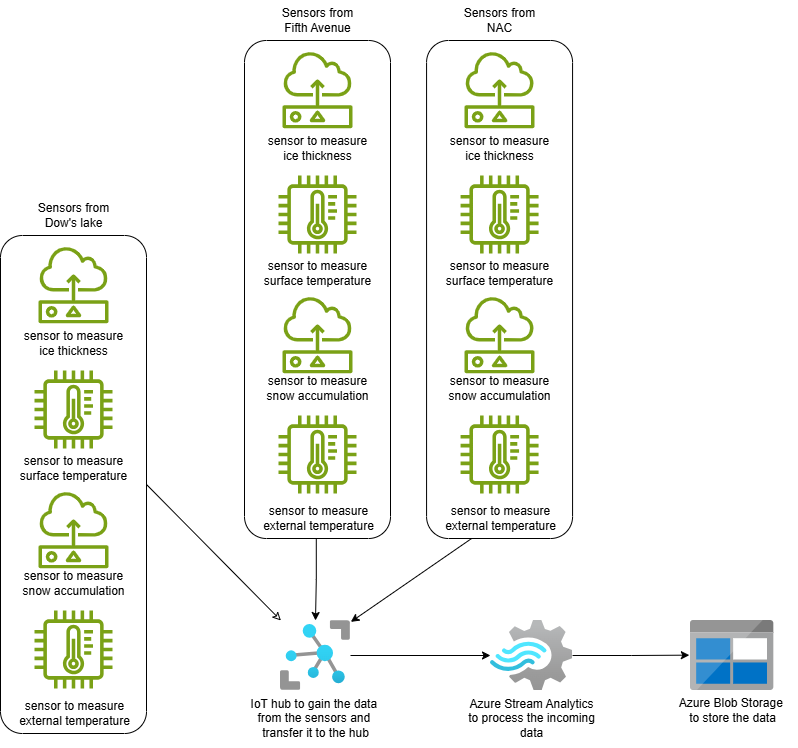 Sensors from
Fifth Avenue
sensor to measure
ice thickness
sensor to measure
surface temperature
sensor to measure
snow accumulation
sensor to measure
external temperature
Sensors from
NAC
sensor to measure
ice thickness
sensor to measure
surface temperature
sensor to measure
snow accumulation
sensor to measure
external temperature
Sensors from
Dow's lake
sensor to measure
ice thickness
sensor to measure
surface temperature
sensor to measure
snow accumulation
sensor to measure
external temperature
IoT hub to gain the data
from the sensors and
transfer it to the hub
Azure Stream Analytics
to process the incoming
data
Azure Blob Storage
to store the data